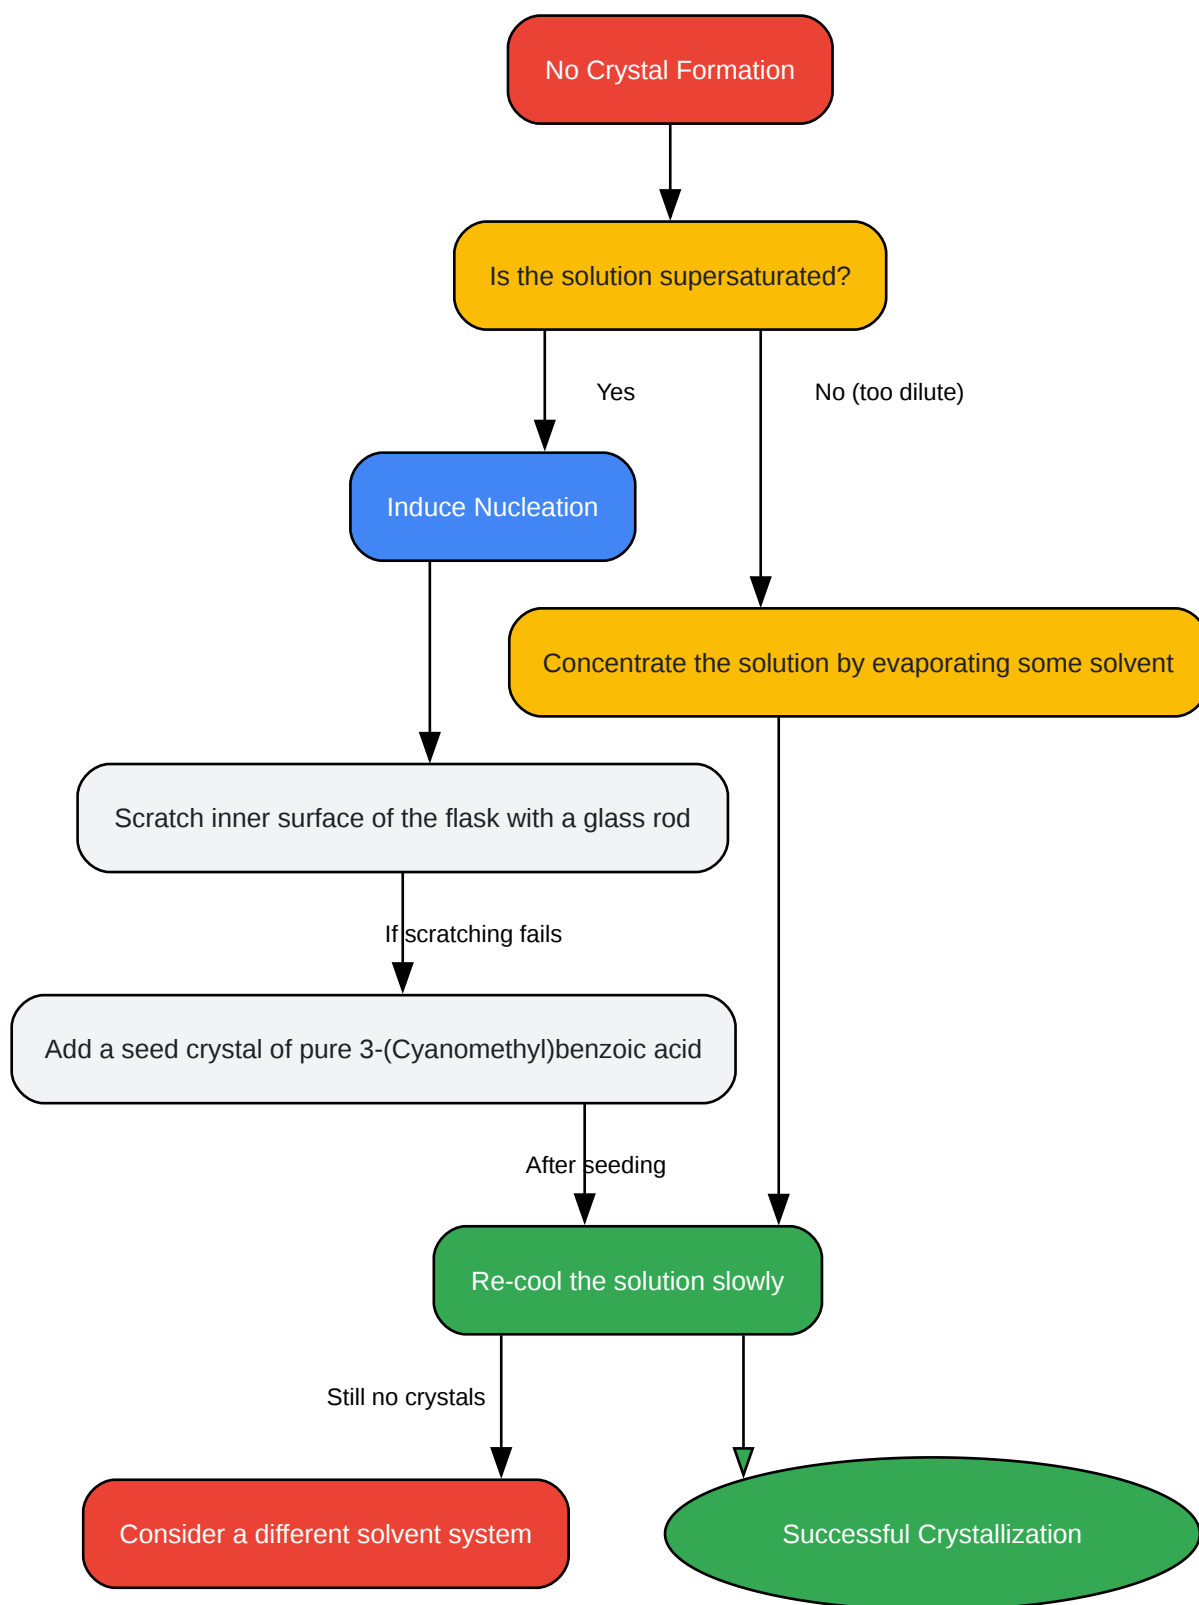 No Crystal Formation
Is the solution supersaturated?
Yes
No (too dilute)
Induce Nucleation
Concentrate the solution by evaporating some solvent
Scratch inner surface of the flask with a glass rod
If scratching fails
Add a seed crystal of pure 3-(Cyanomethyl)benzoic acid
After seeding
Re-cool the solution slowly
Still no crystals
Consider a different solvent system
Successful Crystallization